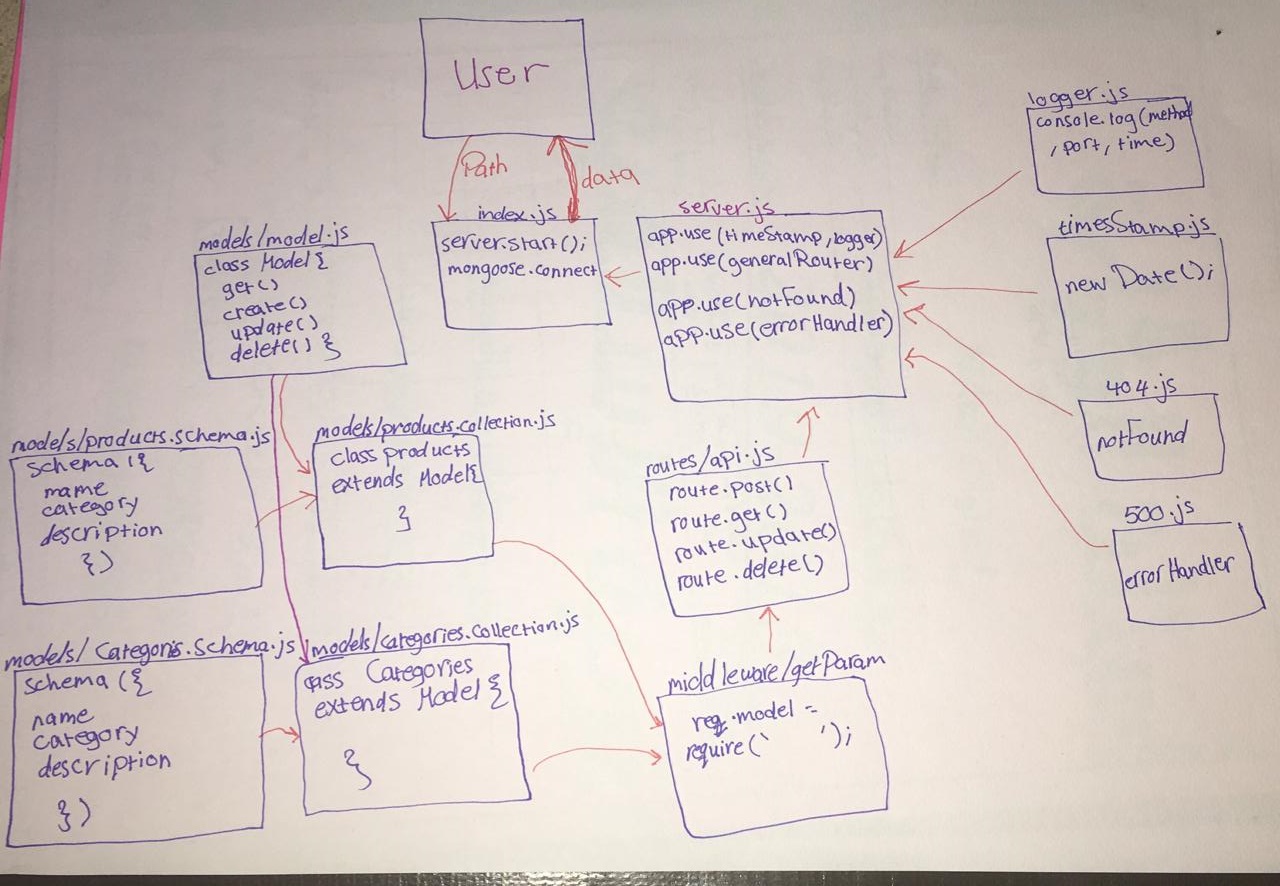 User
Path
data
index.js
server.start();
mongoose.connect
server.js
app.use(timeStamp,logger)
app.use(generalRouter)
app.use(notFound)
app.use(errorHandler)
logger.js
console.log(method
,port,time)
timesStamp.js
new Date();
404.js
notFound
500.js
errorHandler
models/model.js
class Model {
get()
create()
update()
delete() }
models/products.schema.js
schema ({
name
category
description
})
models/products.collection.js
class products
extends Model{
}
routes/api.js
route.post()
route.get()
route.update()
route.delete()
models/ Categoris.Schema.js
schema ({
name
category
description
})
models/categories.collection.js
class Categories
extends Model {
}
middleware/getParam
req.model =
require(` ');